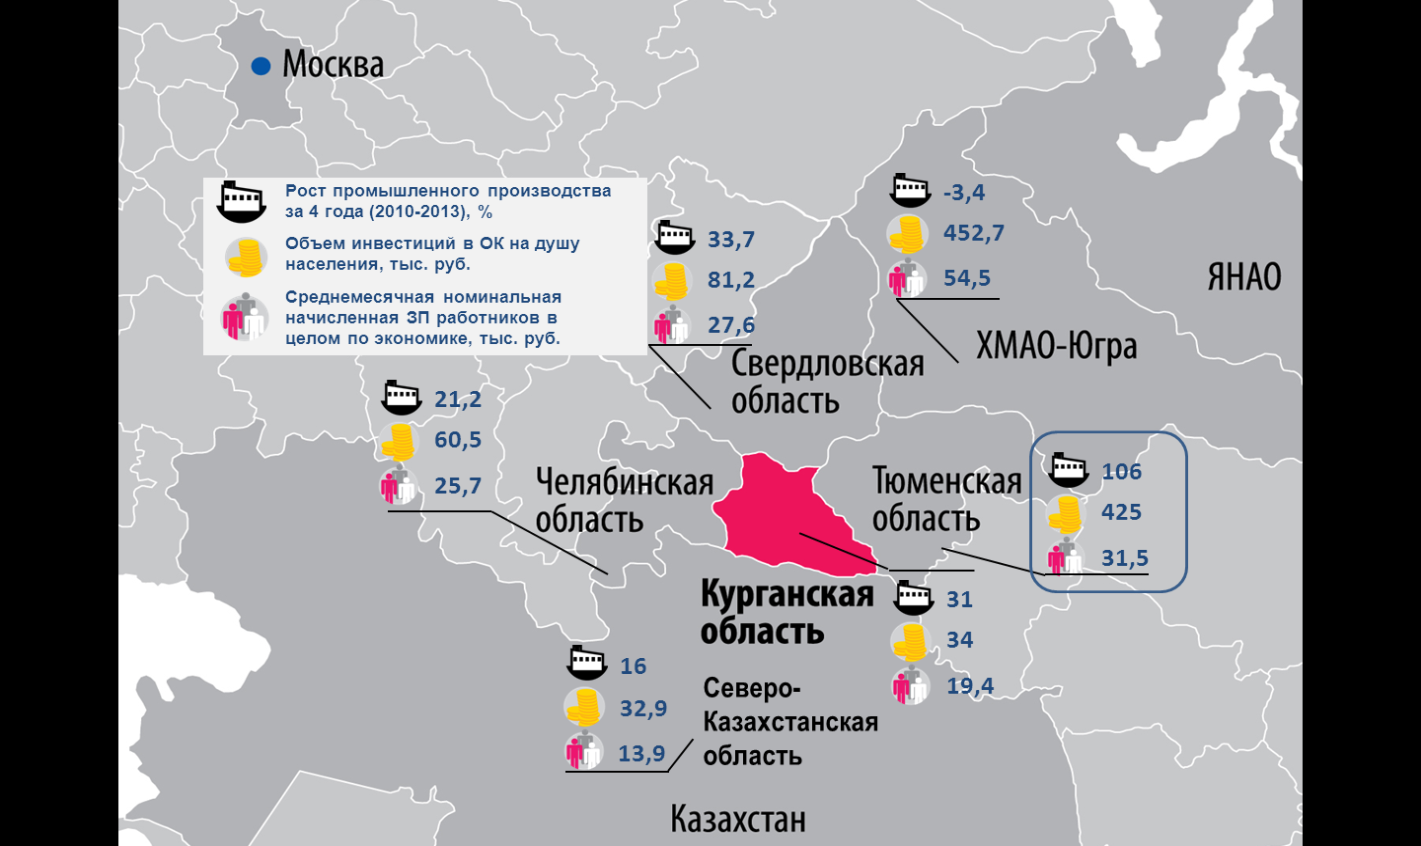 Москва
Рост промышленного производства
за 4 года (2010-2013), %
Объем инвестиций в ОК на душу
населения, тыс. руб.
Среднемесячная номинальная
начисленная ЗП работников в
целом по экономике, тыс. руб.
33,7
81,2
27,6
Свердловская
область
-3,4
452,7
54,5
ХМАО-Югра
ЯНАО
21,2
60,5
25,7
Челябинская
область
Тюменская
область
106
425
31,5
Курганская
область
31
34
19,4
16
32,9
13,9
Северо-
Казахстанская
область
Казахстан